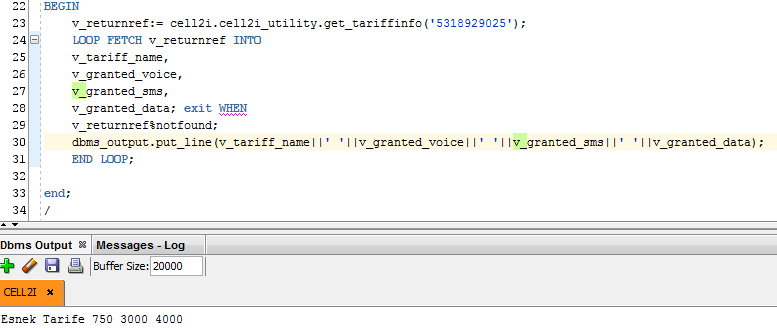 22 BEGIN
23 v_returnref:= cell2i.cell2i_utility.get_tariffinfo('5318929025');
24 LOOP FETCH v_returnref INTO
25 v_tariff_name,
26 v_granted_voice,
27 v_granted_sms,
28 v_granted_data; exit WHEN
29 v_returnref%notfound;
30 dbms_output.put_line(v_tariff_name||' '||v_granted_voice||' '||v_granted_sms||' '||v_granted_data);
31 END LOOP;
32
33 end;
34 /
Dbms Output Messages - Log
Buffer Size: 20000
CELL2I
Esnek Tarife 750 3000 4000